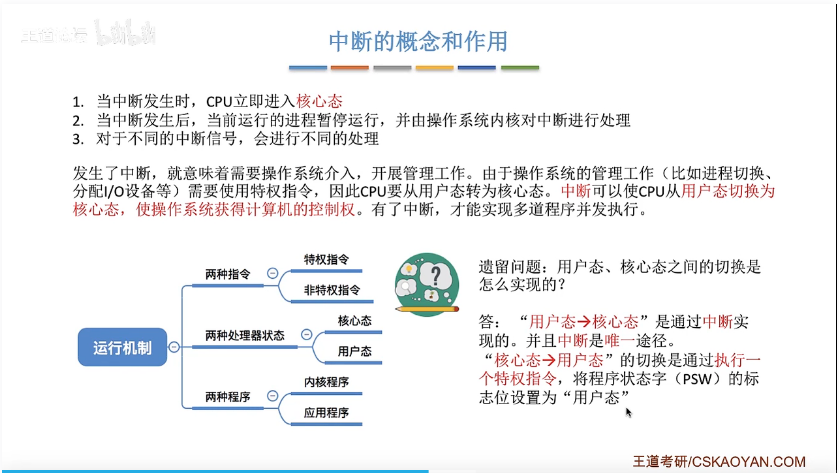 王道论坛 bilibili
中断的概念和作用
1. 当中断发生时，CPU立即进入核心态
2. 当中断发生后，当前运行的进程暂停运行，并由操作系统内核对中断进行处理
3. 对于不同的中断信号，会进行不同的处理
发生了中断，就意味着需要操作系统介入，开展管理工作。由于操作系统的管理工作（比如进程切换、
分配I/O设备等）需要使用特权指令，因此CPU要从用户态转为核心态。中断可以使CPU从用户态切换为
核心态，使操作系统获得计算机的控制权。有了中断，才能实现多道程序并发执行。
运行机制
两种指令
特权指令
非特权指令
两种处理器状态
核心态
用户态
两种程序
内核程序
应用程序
?
遗留问题：用户态、核心态之间的切换是
怎么实现的？
答： “用户态→核心态”是通过中断实
现的。并且中断是唯一途径。
“核心态→用户态”的切换是通过执行一
个特权指令，将程序状态字（PSW）的标
志位设置为“用户态”
王道考研/CSKAOYAN.COM